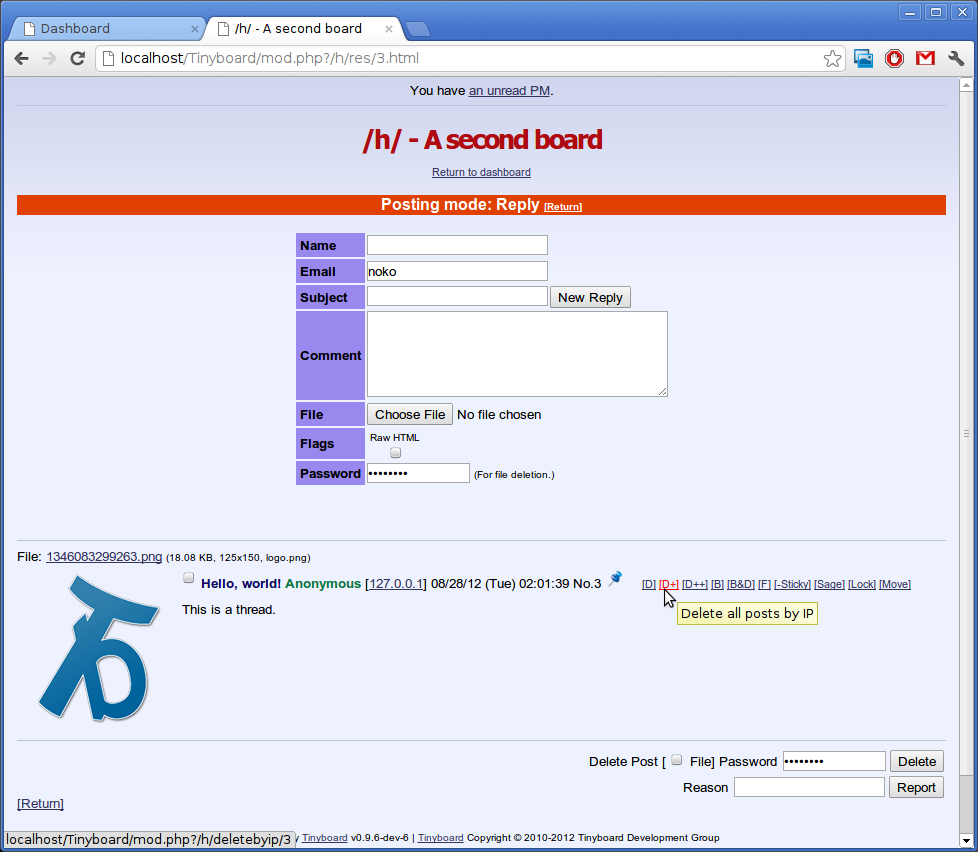 Dashboard
/h/ - A second board
localhost/Tinyboard/mod.php?/h/res/3.html
You have an unread PM.
/h/ - A second board
Return to dashboard
Posting mode: Reply [Return]
Name
Email noko
Subject New Reply
Comment
File Choose File No file chosen
Flags Raw HTML
Password •••••••• (For file deletion.)
File: 1346083299263.png (18.08 KB, 125x150, logo.png)
Hello, world! Anonymous [127.0.0.1] 08/28/12 (Tue) 02:01:39 No.3 [D] [D+] [D++] [B] [B&D] [F] [-Sticky] [Sage] [Lock] [Move]
This is a thread.
Delete all posts by IP
Delete Post [ File] Password •••••••• Delete
Reason Report
[Return]
localhost/Tinyboard/mod.php?/h/deletebyip/3 Tinyboard v0.9.6-dev-6 | Tinyboard Copyright © 2010-2012 Tinyboard Development Group